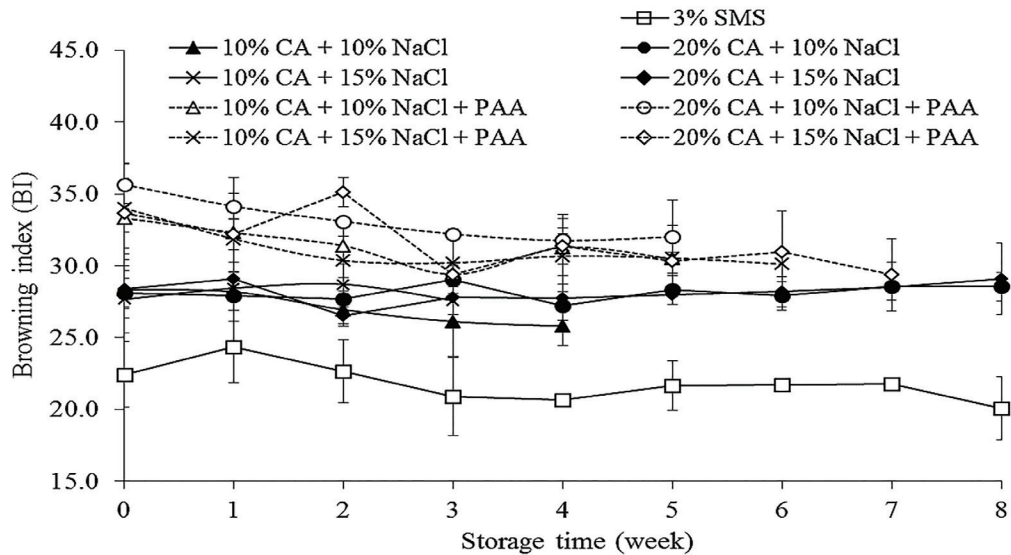 3% SMS
10% CA + 10% NaCl
20% CA + 10% NaCl
10% CA + 15% NaCl
20% CA + 15% NaCl
10% CA + 10% NaCl + PAA
20% CA + 10% NaCl + PAA
10% CA + 15% NaCl + PAA
20% CA + 15% NaCl + PAA
Browning index (BI)
45.0
40.0
35.0
30.0
25.0
20.0
15.0
0 1 2 3 4 5 6 7 8
Storage time (week)